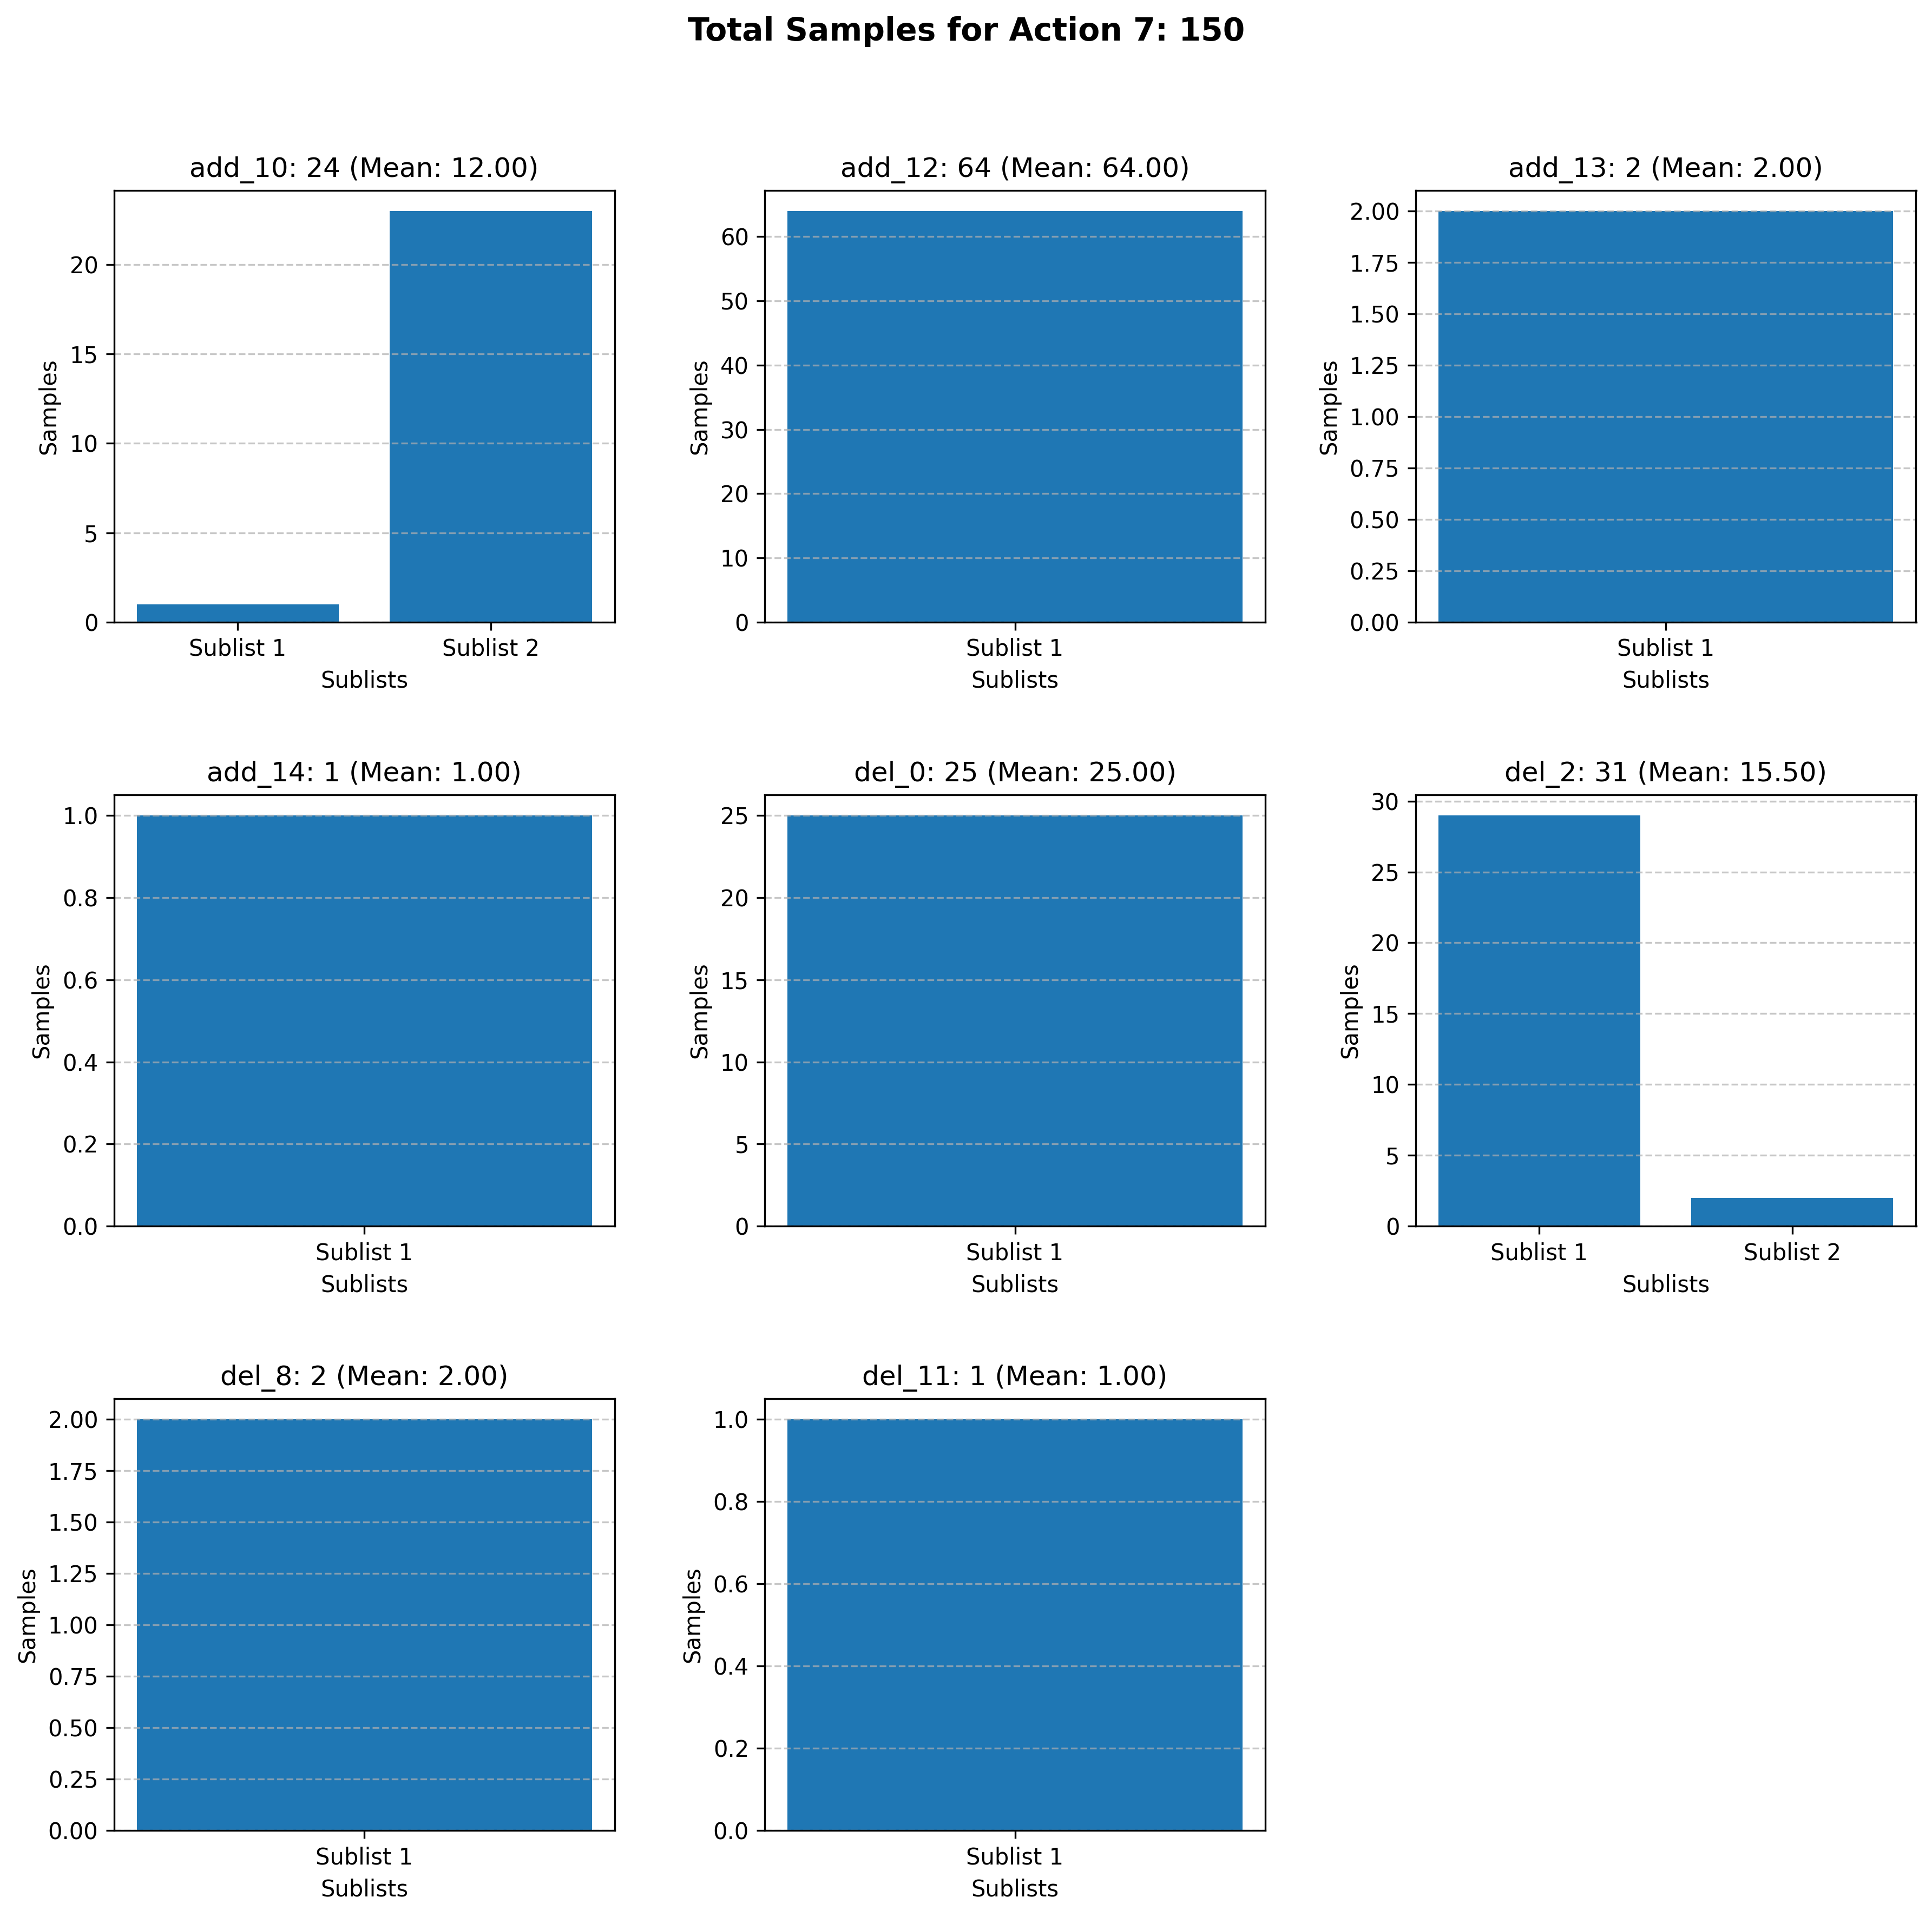 Total Samples for Action 7: 150
add_10: 24 (Mean: 12.00)
Samples
20
15
10
5
0
Sublist 1 Sublist 2
Sublists
add_12: 64 (Mean: 64.00)
Samples
60
50
40
30
20
10
0
Sublist 1
Sublists
add_13: 2 (Mean: 2.00)
Samples
2.00
1.75
1.50
1.25
1.00
0.75
0.50
0.25
0.00
Sublist 1
Sublists
add_14: 1 (Mean: 1.00)
Samples
1.0
0.8
0.6
0.4
0.2
0.0
Sublist 1
Sublists
del_0: 25 (Mean: 25.00)
Samples
25
20
15
10
5
0
Sublist 1
Sublists
del_2: 31 (Mean: 15.50)
Samples
30
25
20
15
10
5
0
Sublist 1 Sublist 2
Sublists
del_8: 2 (Mean: 2.00)
Samples
2.00
1.75
1.50
1.25
1.00
0.75
0.50
0.25
0.00
Sublist 1
Sublists
del_11: 1 (Mean: 1.00)
Samples
1.0
0.8
0.6
0.4
0.2
0.0
Sublist 1
Sublists